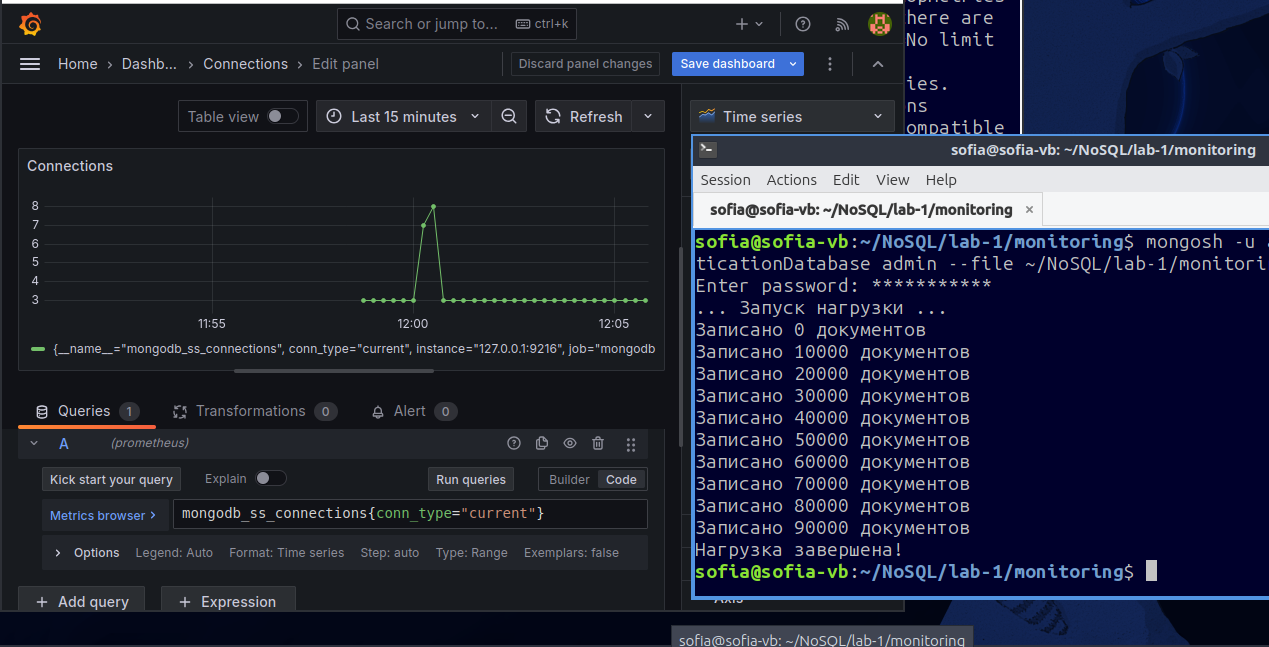 Search or jump to...
ctrl+k
Home › Dashb... › Connections › Edit panel
Discard panel changes
Save dashboard
Table view
Last 15 minutes
Refresh
Time series
Connections
8
7
6
5
4
3
11:55
12:00
12:05
{__name__="mongodb_ss_connections", conn_type="current", instance="127.0.0.1:9216", job="mongodb
Queries 1
Transformations 0
Alert 0
A (prometheus)
Kick start your query
Explain
Run queries
Builder
Code
Metrics browser >
mongodb_ss_connections{conn_type="current"}
Options Legend: Auto Format: Time series Step: auto Type: Range Exemplars: false
+ Add query
+ Expression
here are
No limit
ies.
ns
ompatible
sofia@sofia-vb: ~/NoSQL/lab-1/monitoring
Session Actions Edit View Help
sofia@sofia-vb: ~/NoSQL/lab-1/monitoring ×
sofia@sofia-vb:~/NoSQL/lab-1/monitoring$ mongosh -u
ticationDatabase admin --file ~/NoSQL/lab-1/monitori
Enter password: ***********
... Запуск нагрузки ...
Записано 0 документов
Записано 10000 документов
Записано 20000 документов
Записано 30000 документов
Записано 40000 документов
Записано 50000 документов
Записано 60000 документов
Записано 70000 документов
Записано 80000 документов
Записано 90000 документов
Нагрузка завершена!
sofia@sofia-vb:~/NoSQL/lab-1/monitoring$
Axis
sofia@sofia-vb: ~/NoSQL/lab-1/monitoring